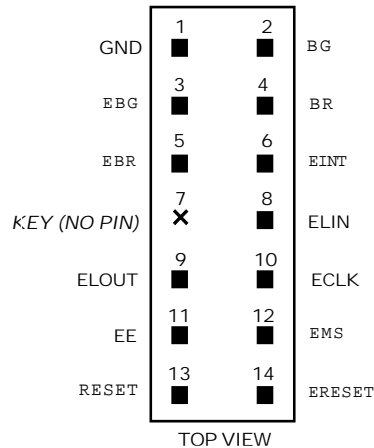 1 2
GND BG
3 4
EBG BR
5 6
EBR EINT
7 8
KEY (NO PIN) ELIN
9 10
ELOUT ECLK
11 12
EE EMS
13 14
RESET ERESET
TOP VIEW